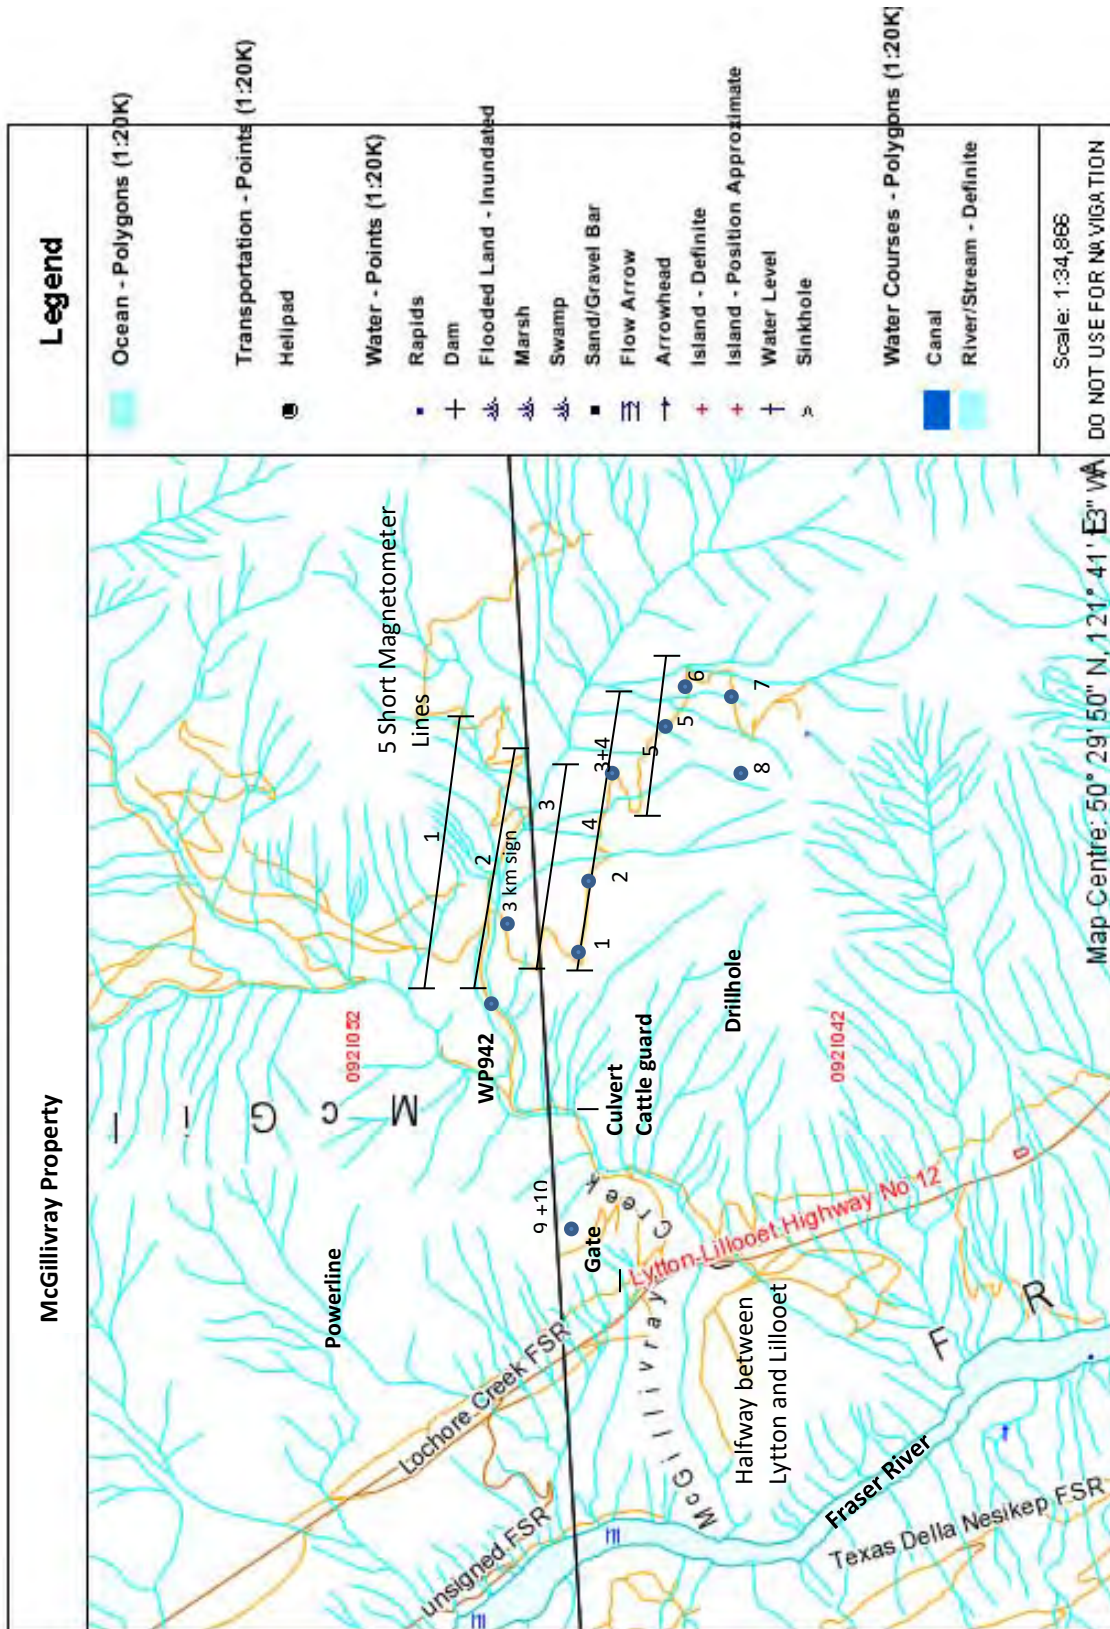 McGillivray Property
Legend
Ocean - Polygons (1:20K)
Transportation - Points (1:20K)
Helipad
Water - Points (1:20K)
Rapids
Dam
Flooded Land - Inundated
Marsh
Swamp
Sand/Gravel Bar
Flow Arrow
Arrowhead
Island - Definite
Island - Position Approximate
Water Level
Sinkhole
Water Courses - Polygons (1:20K)
Canal
River/Stream - Definite
Scale: 1:34,866
DO NOT USE FOR NAVIGATION
5 Short Magnetometer
Lines
1
2
3 km sign
3
3+4
4
5
5
6
7
8
2
1
WP942
092I052
M c G i l
Powerline
Culvert
Cattle guard
Drillhole
092I042
9 +10
Gate
McGillivray Creek
Lytton-Lillooet Highway No 12
Lochore Creek FSR
unsigned FSR
Halfway between
Lytton and Lillooet
Fraser River
F R
Texas Della Nesikep FSR
Map Centre: 50° 29' 50" N, 121° 41'